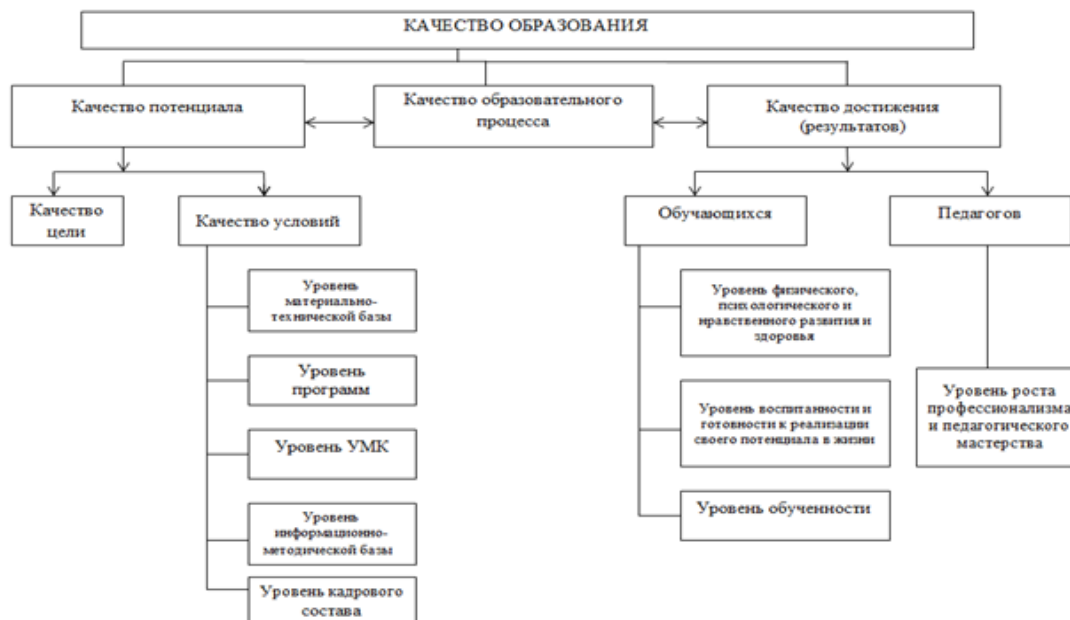 КАЧЕСТВО ОБРАЗОВАНИЯ
Качество потенциала
Качество образовательного
процесса
Качество достижения
(результатов)
Качество
цели
Качество условий
Обучающихся
Педагогов
Уровень
материально-
технической базы
Уровень
программ
Уровень УМК
Уровень
информационно-
методической базы
Уровень кадрового
состава
Уровень физического,
психологического и
нравственного развития и
здоровья
Уровень воспитанности и
готовности к реализации
своего потенциала в жизни
Уровень обученности
Уровень роста
профессионализма
и педагогического
мастерства